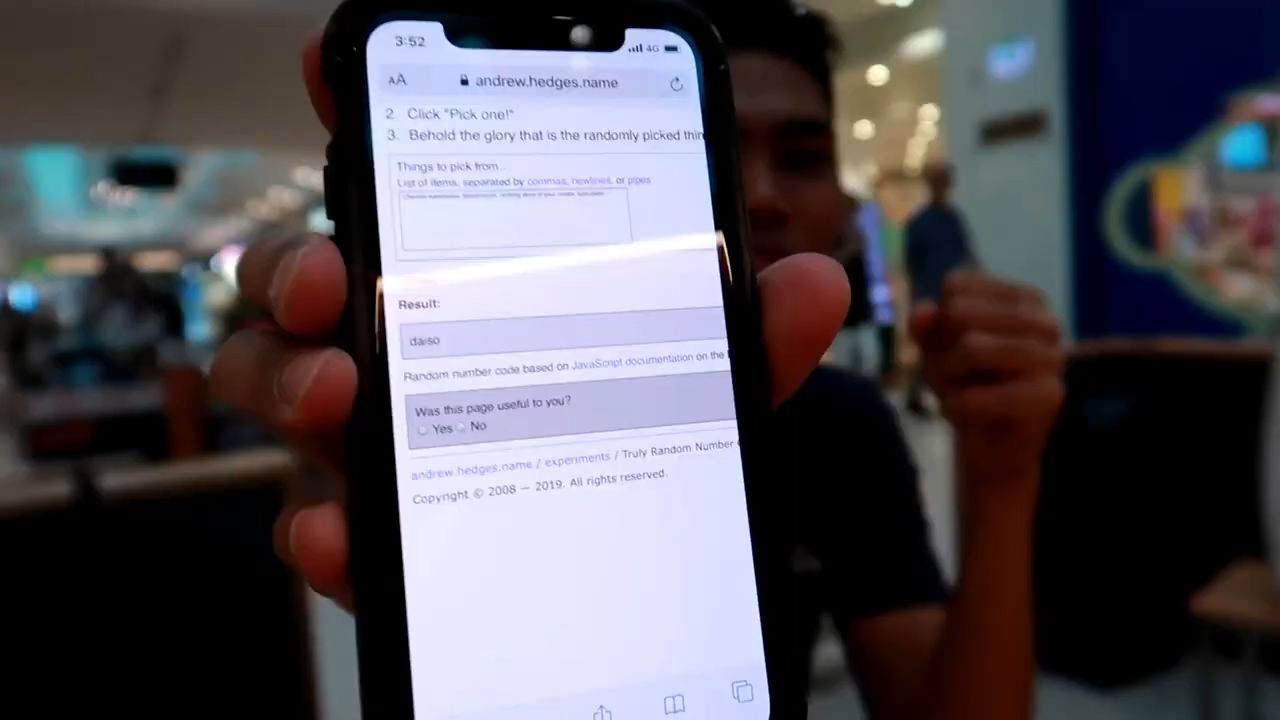 3:52
4G
AA
andrew.hedges.name
2. Click "Pick one!"
3. Behold the glory that is the randomly picked thin
Things to pick from...
List of items, separated by commas, newlines, or pipes
Result:
daiso
Random number code based on JavaScript documentation on the
Was this page useful to you?
Yes No
andrew.hedges.name / experiments / Truly Random Number
Copyright © 2008 — 2019. All rights reserved.